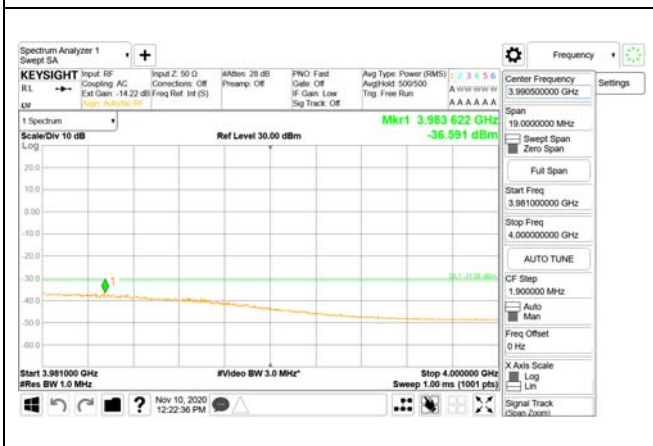 Spectrum Analyzer 1
Swept SA
+
Frequency
Settings
KEYSIGHT
RL
Input: RF
Coupling: AC
Ext Gain: -14.22 dB
Align: Auto/No RF
Input Z: 50 Ω
Corrections: Off
Freq Ref: Int (S)
#Atten: 28 dB
Preamp: Off
PNO: Fast
Gate: Off
IF Gain: Low
Sig Track: Off
Avg Type: Power (RMS)
Avg|Hold: 500/500
Trig: Free Run
1 2 3 4 5 6
A W W W W W
A A A A A A
1 Spectrum
Scale/Div 10 dB
Log
Ref Level 30.00 dBm
Mkr1 3.983 622 GHz
-36.591 dBm
20.0
10.0
0.00
-10.0
-20.0
-30.0
-40.0
-50.0
-60.0
1
Start 3.981000 GHz
#Res BW 1.0 MHz
#Video BW 3.0 MHz*
Stop 4.000000 GHz
Sweep 1.00 ms (1001 pts)
Nov 10, 2020
12:22:36 PM
?
Center Frequency
3.990500000 GHz
Span
19.0000000 MHz
Swept Span
Zero Span
Full Span
Start Freq
3.981000000 GHz
Stop Freq
4.000000000 GHz
AUTO TUNE
CF Step
1.900000 MHz
Auto
Man
Freq Offset
0 Hz
X Axis Scale
Log
Lin
Signal Track
(Span Zoom)